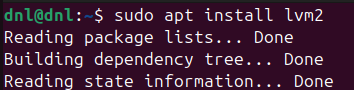 dnl@dnl:~$ sudo apt install lvm2
Reading package lists... Done
Building dependency tree... Done
Reading state information... Done